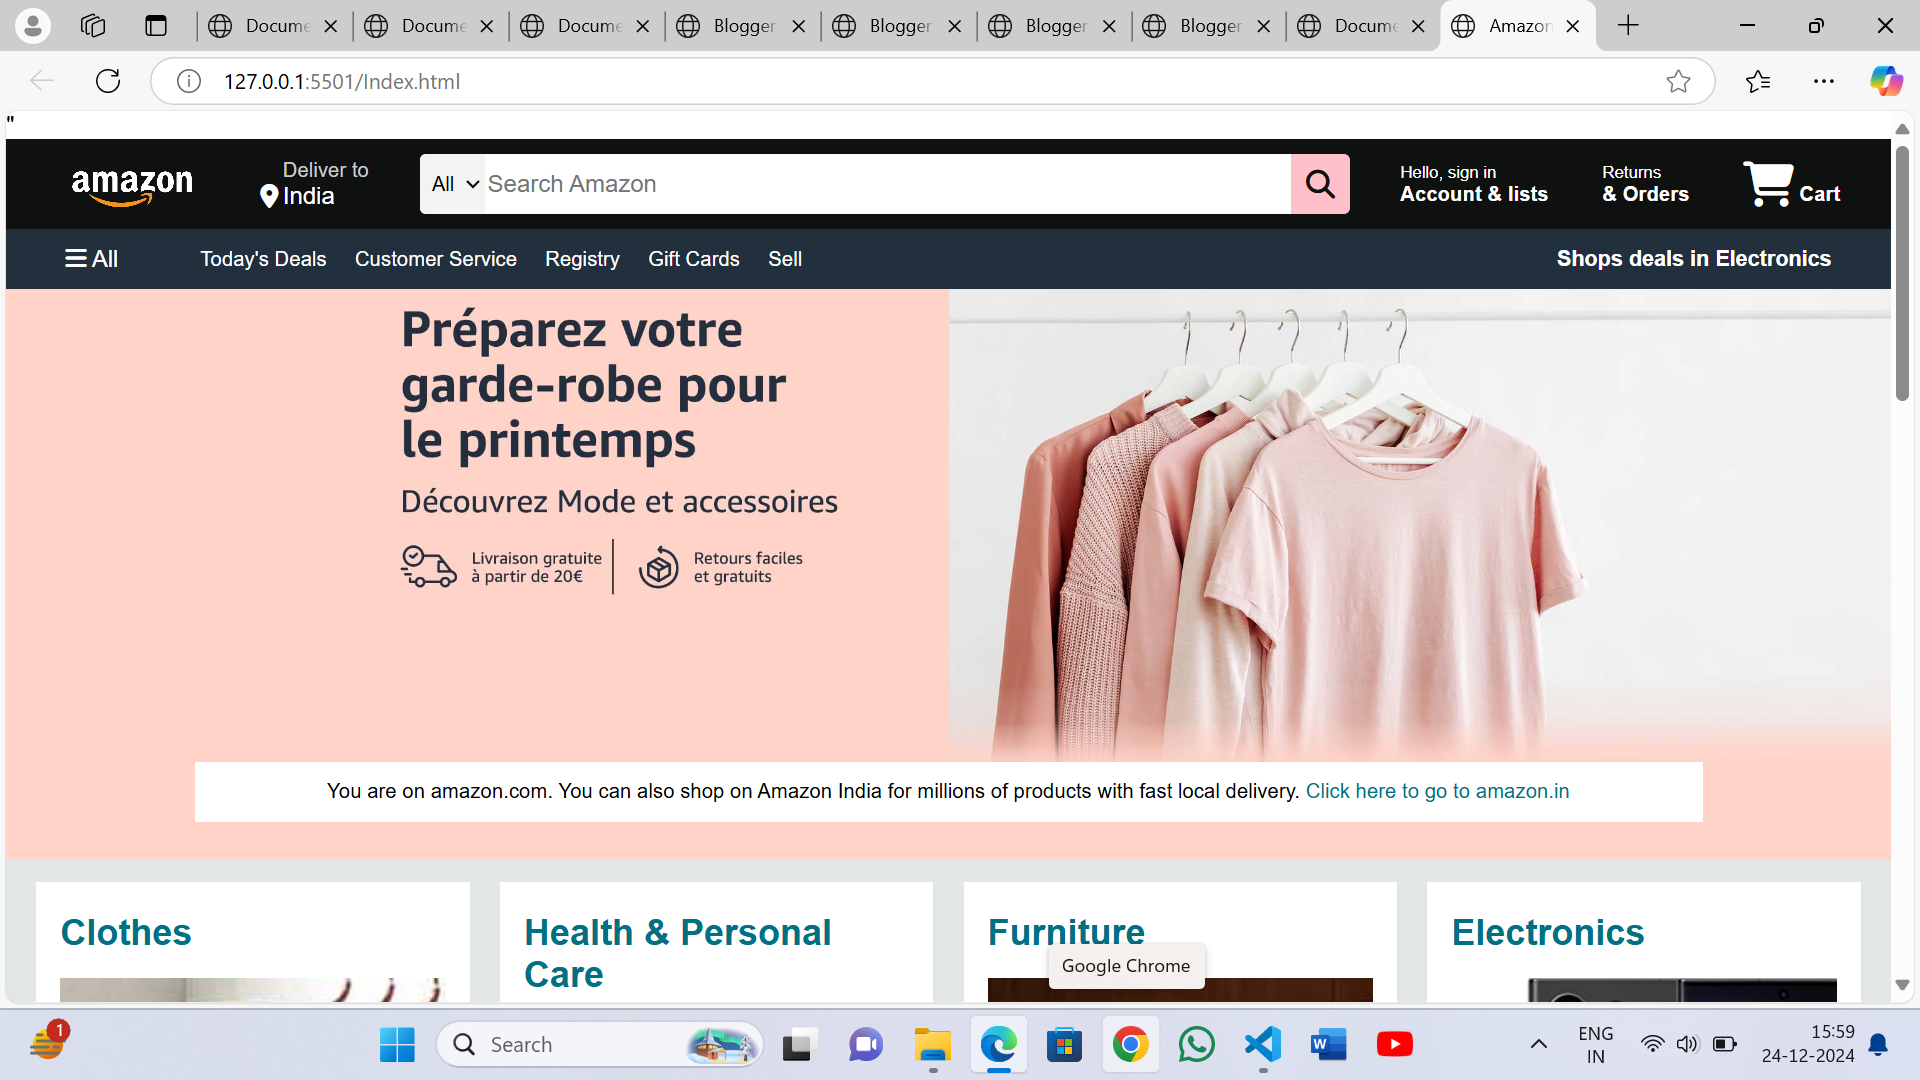 Docume Docume Docume Blogger Blogger Blogger Blogger Docume Amazon
127.0.0.1:5501/Index.html
"
amazon
Deliver to
India
All
Search Amazon
Hello, sign in
Account & lists
Returns
& Orders
Cart
All
Today's Deals
Customer Service
Registry
Gift Cards
Sell
Shops deals in Electronics
Préparez votre
garde-robe pour
le printemps
Découvrez Mode et accessoires
Livraison gratuite
à partir de 20€
Retours faciles
et gratuits
You are on amazon.com. You can also shop on Amazon India for millions of products with fast local delivery. Click here to go to amazon.in
Clothes
Health & Personal
Care
Furniture
Electronics
Google Chrome
1
Search
W
ENG
IN
15:59
24-12-2024